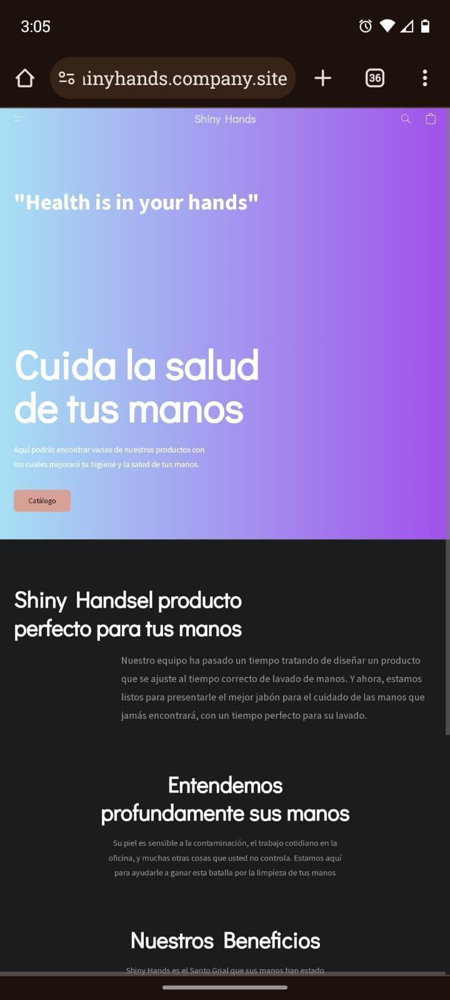 3:05
inyhands.company.site
36
Shiny Hands
"Health is in your hands"
Cuida la salud
de tus manos
Aquí podrás encontrar varios de nuestros productos con
los cuales mejorará tu higiene y la salud de tus manos.
Catálogo
Shiny Handsel producto
perfecto para tus manos
Nuestro equipo ha pasado un tiempo tratando de diseñar un producto
que se ajuste al tiempo correcto de lavado de manos. Y ahora, estamos
listos para presentarle el mejor jabón para el cuidado de las manos que
jamás encontrará, con un tiempo perfecto para su lavado.
Entendemos
profundamente sus manos
Su piel es sensible a la contaminación, el trabajo cotidiano en la
oficina, y muchas otras cosas que usted no controla. Estamos aquí
para ayudarle a ganar esta batalla por la limpieza de tus manos
Nuestros Beneficios
Shiny Hands es el Santo Grial que sus manos han estado